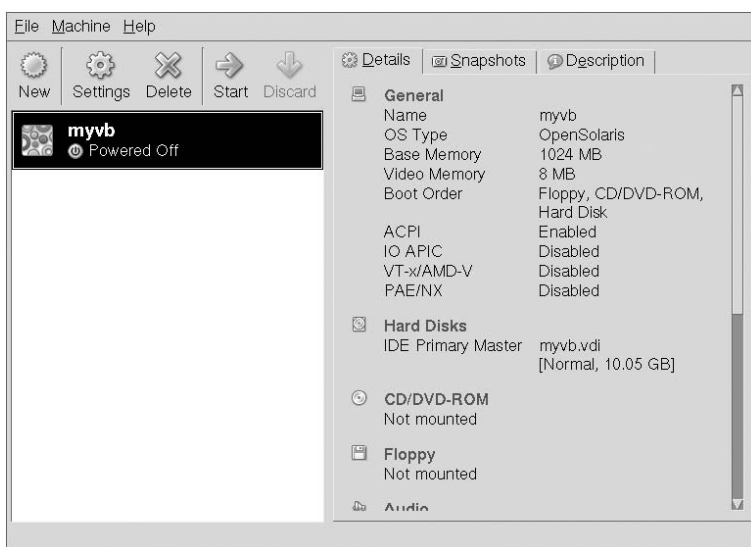 File Machine Help
New Settings Delete Start Discard
myvb
Powered Off
Details Snapshots Description
General
Name myvb
OS Type OpenSolaris
Base Memory 1024 MB
Video Memory 8 MB
Boot Order Floppy, CD/DVD-ROM,
Hard Disk
ACPI Enabled
IO APIC Disabled
VT-x/AMD-V Disabled
PAE/NX Disabled
Hard Disks
IDE Primary Master myvb.vdi
[Normal, 10.05 GB]
CD/DVD-ROM
Not mounted
Floppy
Not mounted
Audio